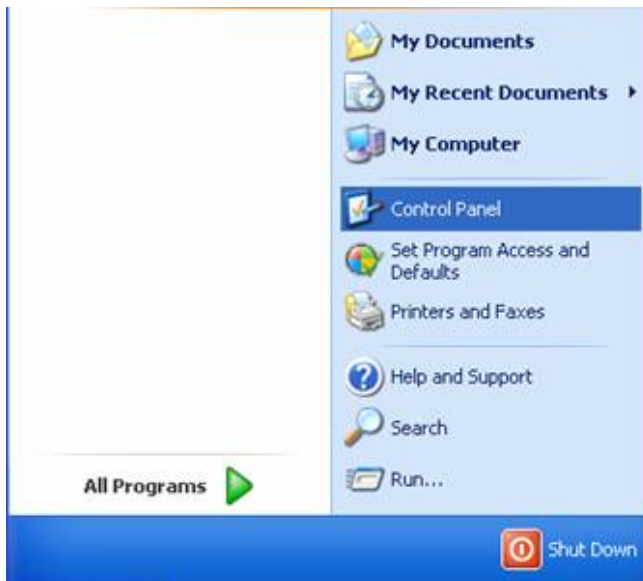 My Documents
My Recent Documents
My Computer
Control Panel
Set Program Access and
Defaults
Printers and Faxes
Help and Support
Search
Run...
All Programs
Shut Down